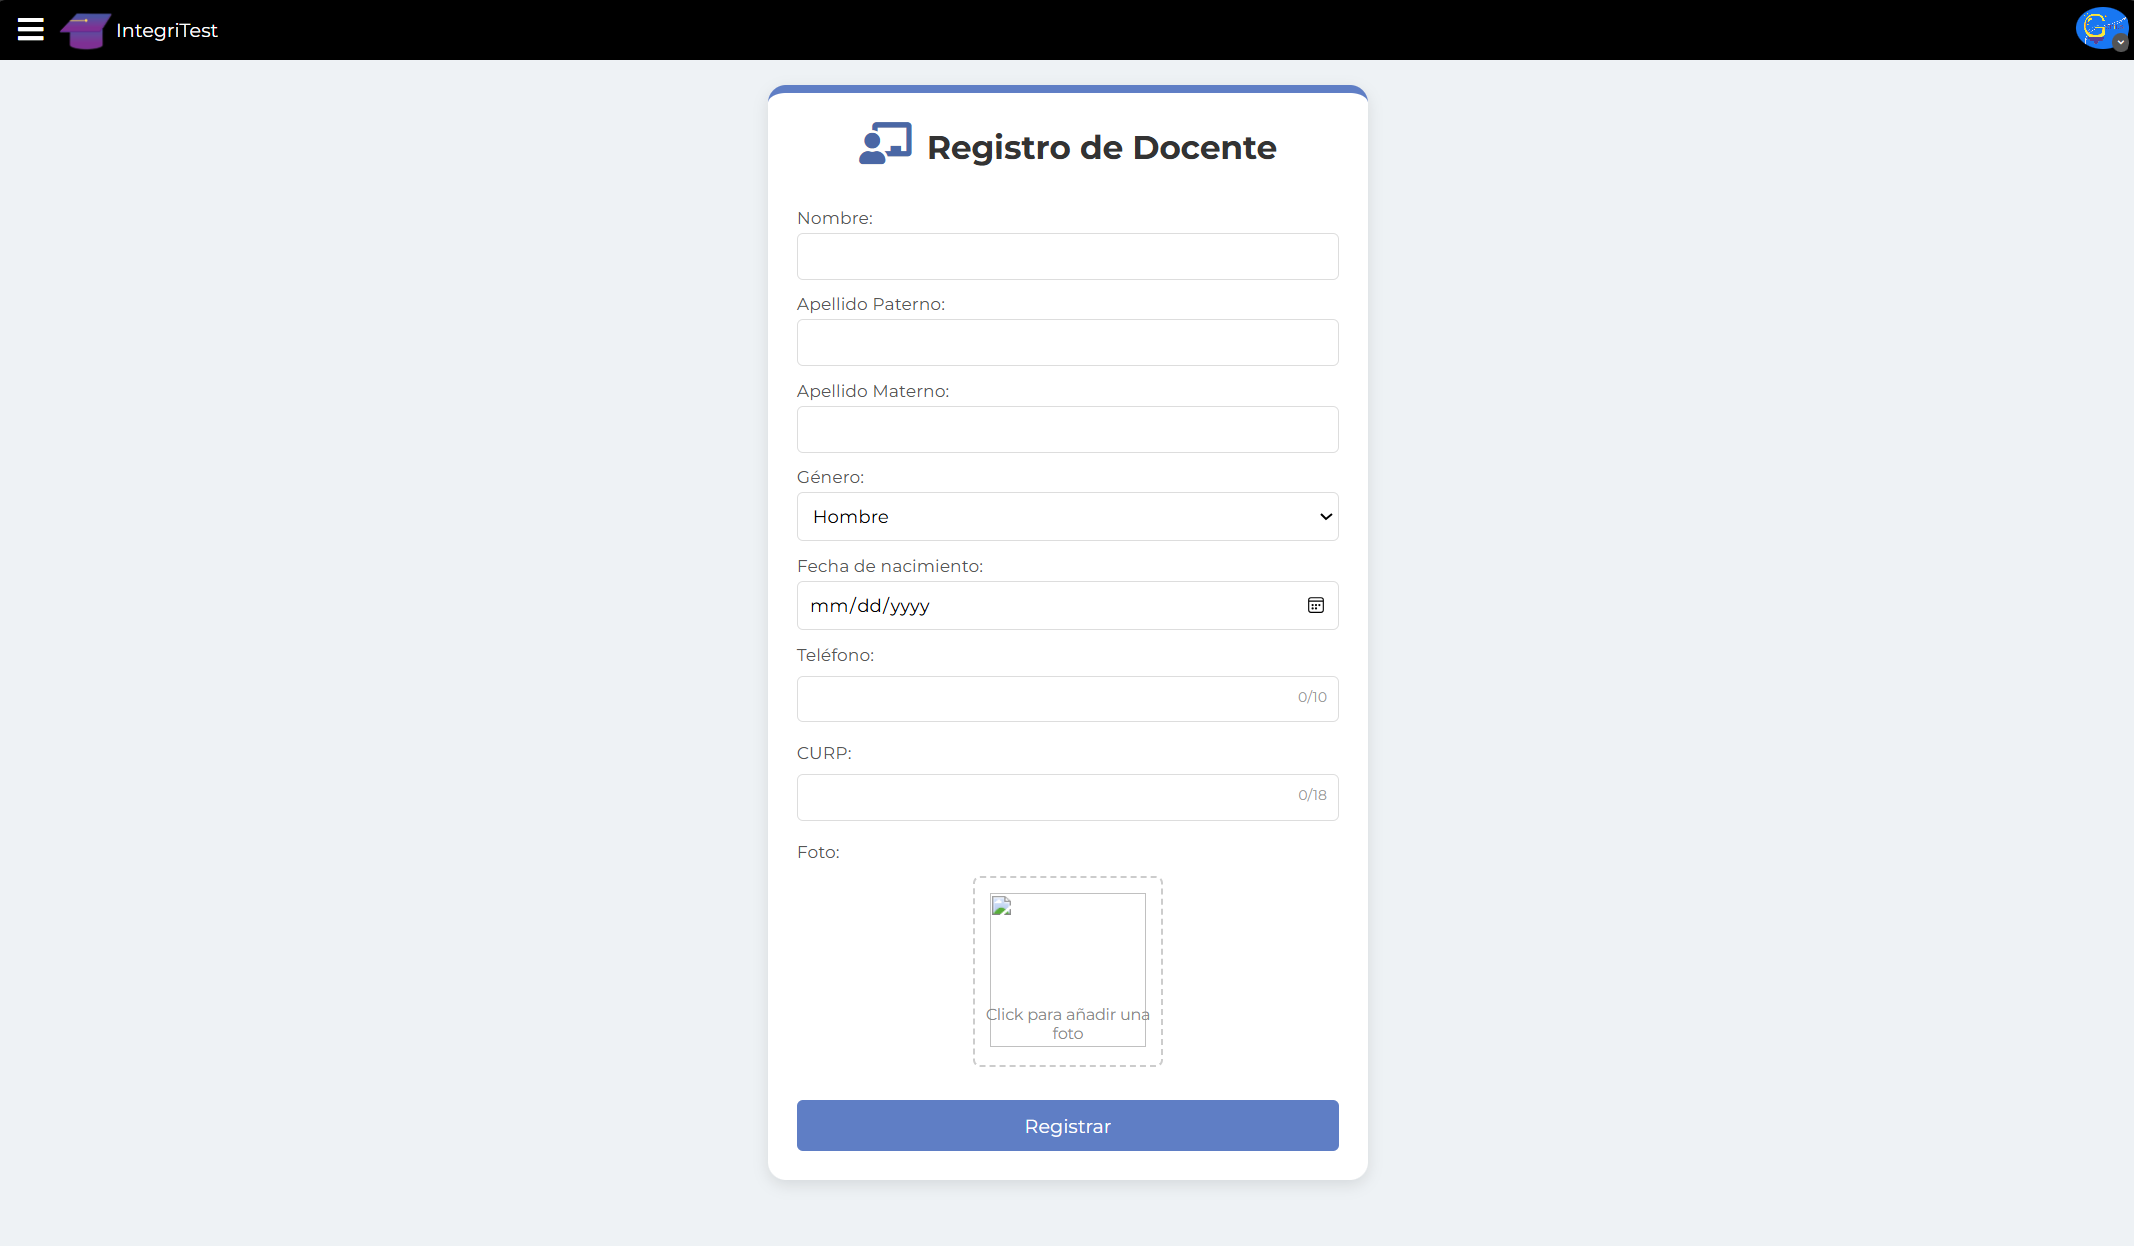 IntegriTest
G
Registro de Docente
Nombre:
Apellido Paterno:
Apellido Materno:
Género:
Hombre
Fecha de nacimiento:
mm/dd/yyyy
Teléfono:
0/10
CURP:
0/18
Foto:
Click para añadir una
foto
Registrar